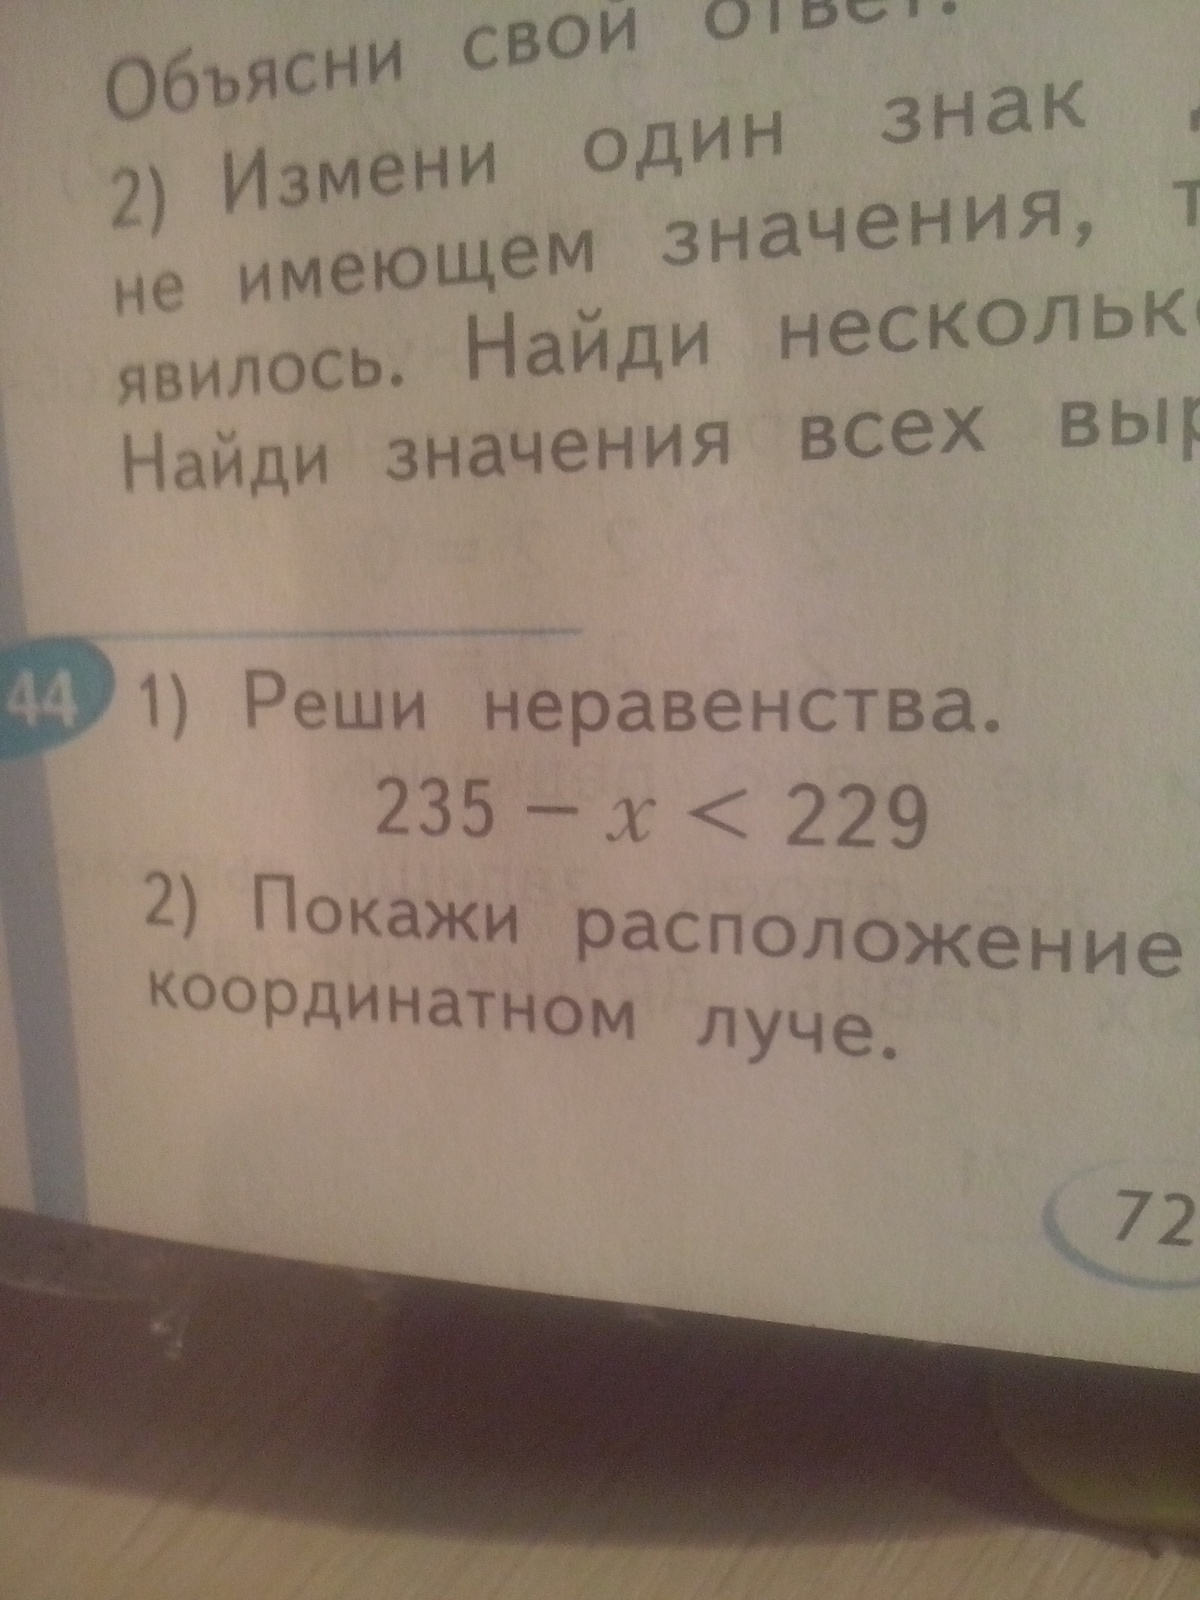 Объясни свой ответ.
2) Измени один знак
не имеющем значения,
явилось. Найди
Найди значения всех
44 1) Реши неравенства.
235 − x < 229
2) Покажи расположение
координатном луче.
72